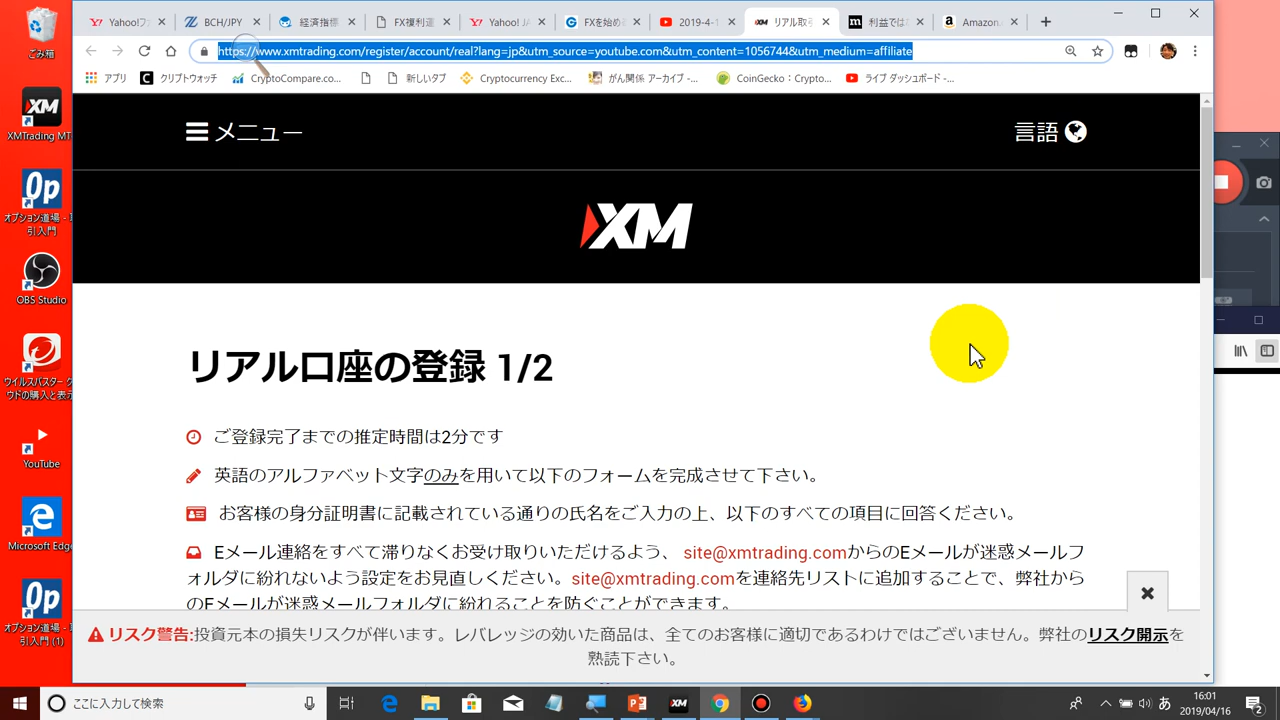 ごみ箱
XMTrading MT
オプション道場 -
引入門
OBS Studio
ウイルスバスター ク
ウドの購入と表示
YouTube
Microsoft Edge
オプション道場 -
引入門 (1)
Yahoo!フ
BCH/JPY
経済指標
FX複利運
Yahoo! JA
FXを始め
2019-4-
リアル取引
利益では
Amazon
https://www.xmtrading.com/register/account/real?lang=jp&utm_source=youtube.com&utm_content=1056744&utm_medium=affiliate
アプリ
クリプトウォッチ
CryptoCompare.co...
新しいタブ
Cryptocurrency Exc...
がん関係 アーカイブ -...
CoinGecko：Crypto...
ライブ ダッシュボード -...
メニュー
言語
XM
リアル口座の登録 1/2
ご登録完了までの推定時間は2分です
英語のアルファベット文字のみを用いて以下のフォームを完成させて下さい。
お客様の身分証明書に記載されている通りの氏名をご入力の上、以下のすべての項目に回答ください。
Eメール連絡をすべて滞りなくお受け取りいただけるよう、 site@xmtrading.comからのEメールが迷惑メールフ
ォルダに紛れないよう設定をお見直しください。site@xmtrading.comを連絡先リストに追加することで、弊社から
のEメールが迷惑メールフォルダに紛れることを防ぐことができます。
リスク警告:投資元本の損失リスクが伴います。レバレッジの効いた商品は、全てのお客様に適切であるわけではございません。弊社のリスク開示を
熟読下さい。
ここに入力して検索
あ
16:01
2019/04/16
2